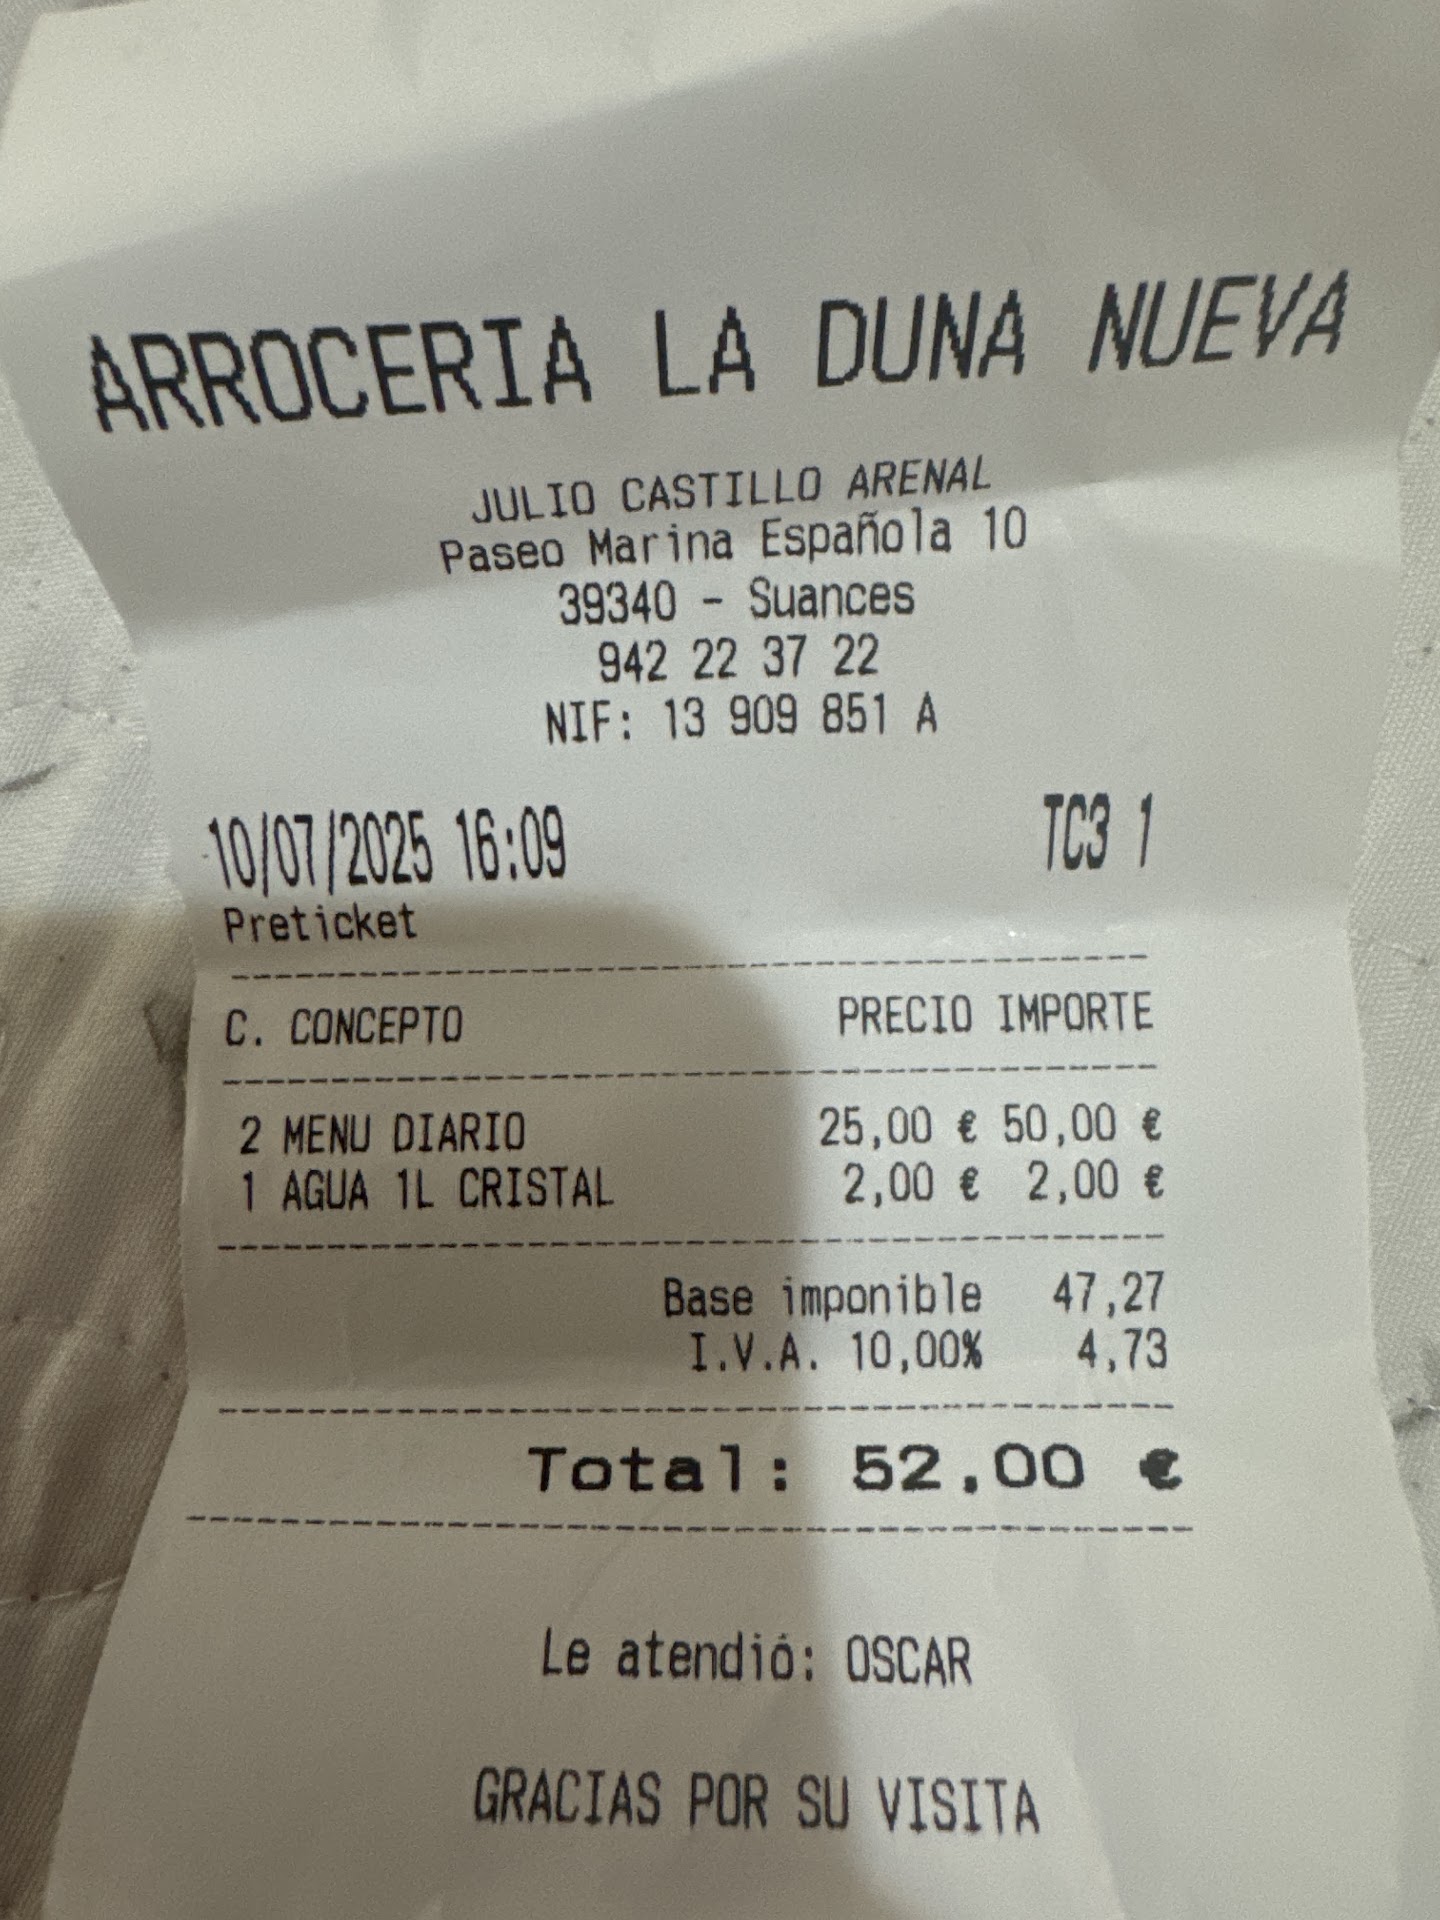 ARROCERIA LA DUNA NUEVA
JULIO CASTILLO ARENAL
Paseo Marina Española 10
39340 - Suances
942 22 37 22
NIF: 13 909 851 A
10/07/2025 16:09 TC3 1
Preticket
C. CONCEPTO PRECIO IMPORTE
2 MENU DIARIO 25,00 € 50,00 €
1 AGUA 1L CRISTAL 2,00 € 2,00 €
Base imponible 47,27
I.V.A. 10,00% 4,73
Total: 52,00 €
Le atendió: OSCAR
GRACIAS POR SU VISITA